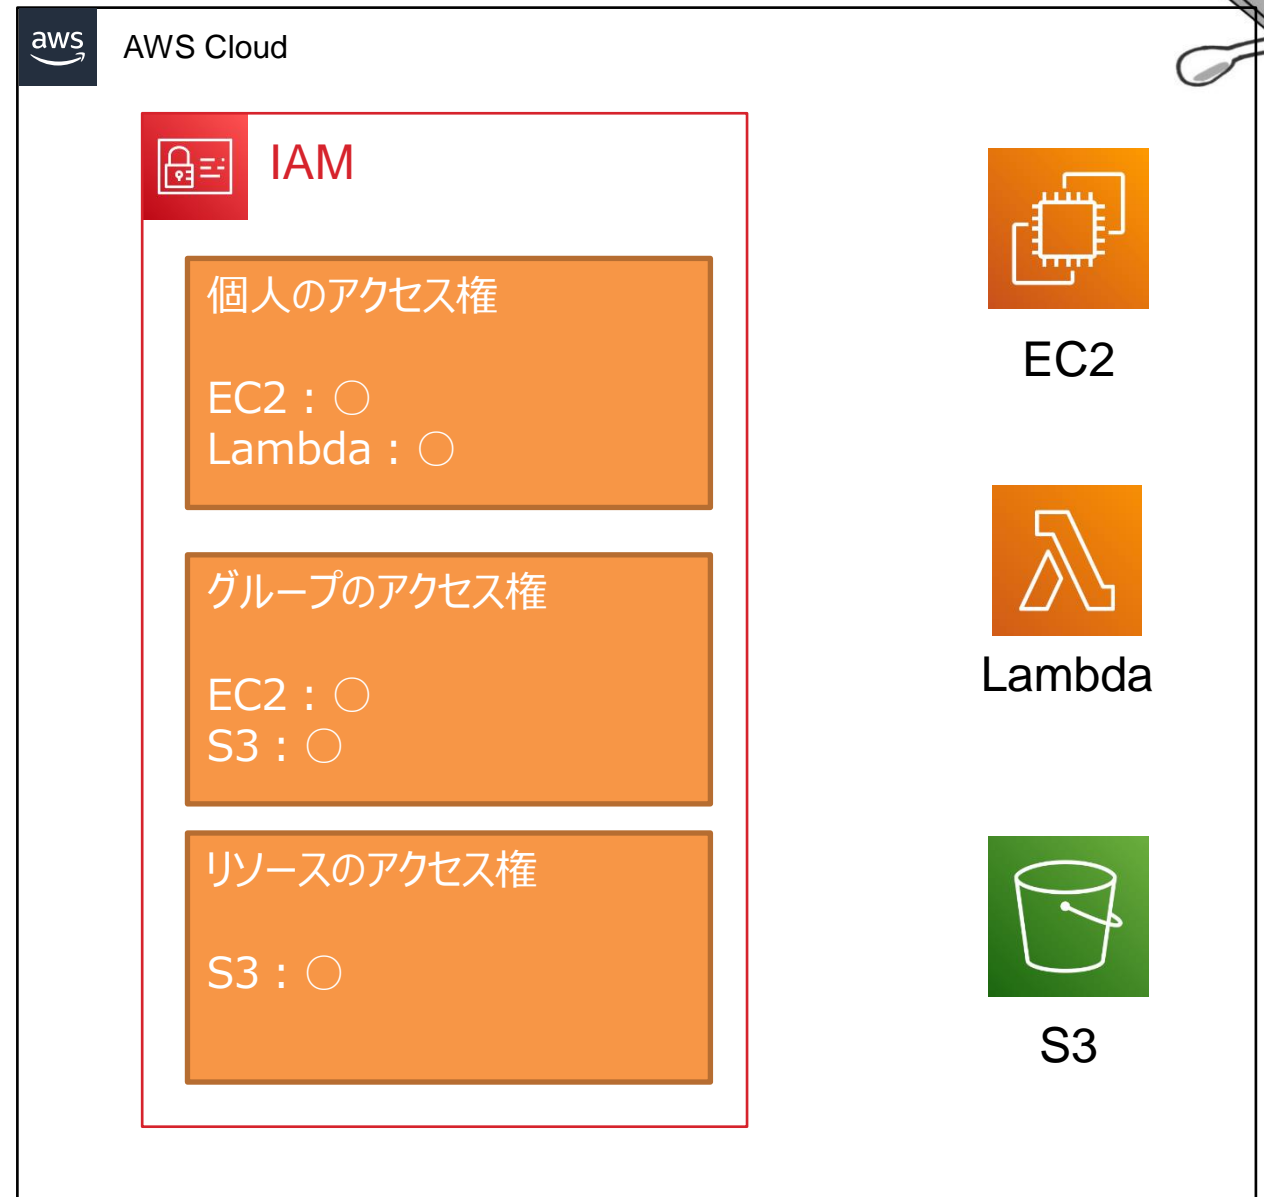 aws
AWS Cloud
IAM
個人のアクセス権
EC2：○
Lambda：○
グループのアクセス権
EC2：○
S3：○
リソースのアクセス権
S3：○
EC2
Lambda
S3